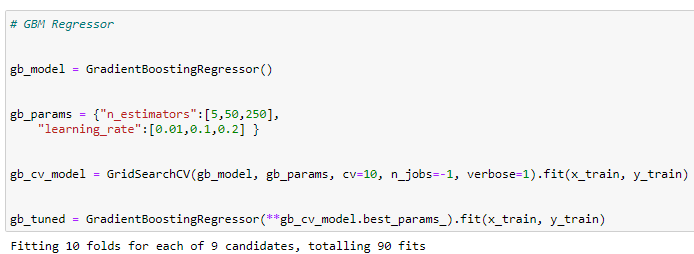 # GBM Regressor
gb_model = GradientBoostingRegressor()
gb_params = {"n_estimators":[5,50,250],
    "learning_rate":[0.01,0.1,0.2] }
gb_cv_model = GridSearchCV(gb_model, gb_params, cv=10, n_jobs=-1, verbose=1).fit(x_train, y_train)
gb_tuned = GradientBoostingRegressor(**gb_cv_model.best_params_).fit(x_train, y_train)
Fitting 10 folds for each of 9 candidates, totalling 90 fits